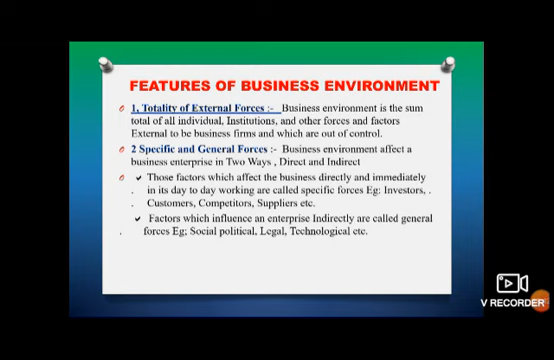 FEATURES OF BUSINESS ENVIRONMENT
1, Totality of External Forces :- Business environment is the sum
total of all individual, Institutions, and other forces and factors
External to be business firms and which are out of control.
2 Specific and General Forces :- Business environment affect a
business enterprise in Two Ways , Direct and Indirect
✓ Those factors which affect the business directly and immediately
. in its day to day working are called specific forces Eg: Investors, .
. Customers, Competitors, Suppliers etc.
✓ Factors which influence an enterprise Indirectly are called general
. forces Eg; Social political, Legal, Technological etc.
V RECORDER